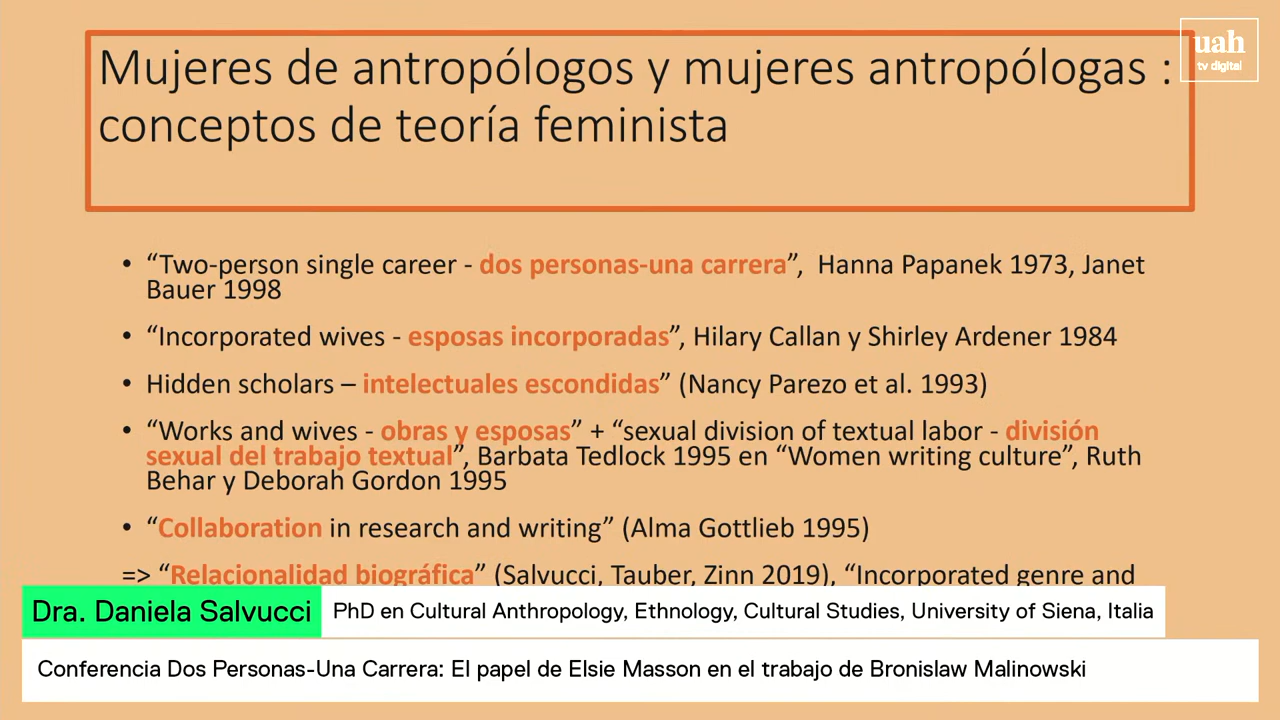 Mujeres de antropólogos y mujeres antropólogas :
conceptos de teoría feminista
uah
tv digital
• “Two-person single career - dos personas-una carrera”, Hanna Papanek 1973, Janet
Bauer 1998
• “Incorporated wives - esposas incorporadas”, Hilary Callan y Shirley Ardener 1984
• Hidden scholars – intelectuales escondidas” (Nancy Parezo et al. 1993)
• “Works and wives - obras y esposas” + “sexual division of textual labor - división
sexual del trabajo textual”, Barbata Tedlock 1995 en “Women writing culture”, Ruth
Behar y Deborah Gordon 1995
• “Collaboration in research and writing” (Alma Gottlieb 1995)
=> “Relacionalidad biográfica” (Salvucci, Tauber, Zinn 2019), “Incorporated genre and
Dra. Daniela Salvucci PhD en Cultural Anthropology, Ethnology, Cultural Studies, University of Siena, Italia
Conferencia Dos Personas-Una Carrera: El papel de Elsie Masson en el trabajo de Bronislaw Malinowski